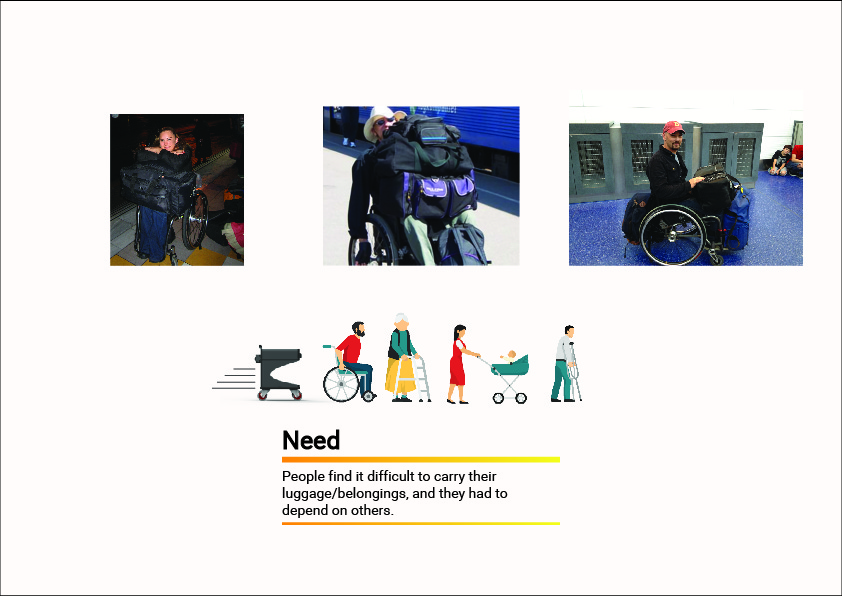 Need
People find it difficult to carry their
luggage/belongings, and they had to
depend on others.